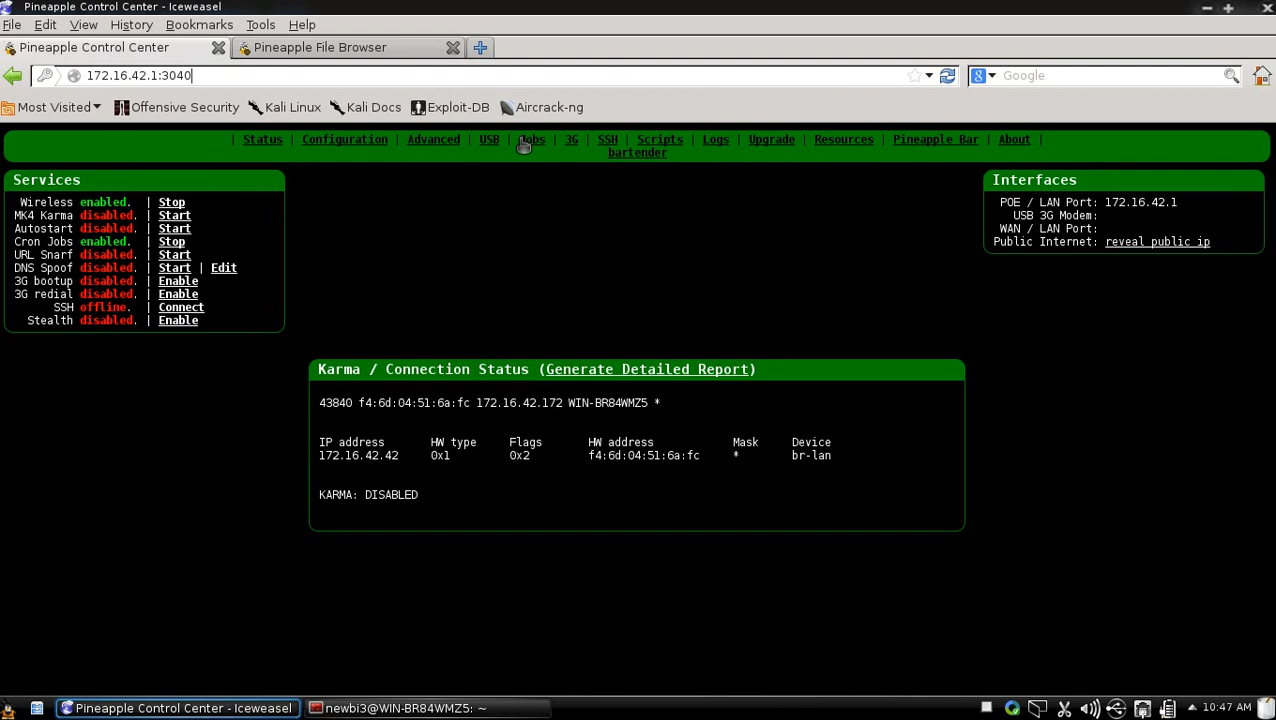 Pineapple Control Center - Iceweasel
File Edit View History Bookmarks Tools Help
Pineapple Control Center
Pineapple File Browser
172.16.42.1:3040
Google
Most Visited
Offensive Security
Kali Linux
Kali Docs
Exploit-DB
Aircrack-ng
| Status | Configuration | Advanced | USB | Jobs | 3G | SSH | Scripts | Logs | Upgrade | Resources | Pineapple Bar | About |
bartender
Services
Wireless enabled. | Stop
MK4 Karma disabled. | Start
Autostart disabled. | Start
Cron Jobs enabled. | Stop
URL Snarf disabled. | Start
DNS Spoof disabled. | Start | Edit
3G bootup disabled. | Enable
3G redial disabled. | Enable
SSH offline. | Connect
Stealth disabled. | Enable
Interfaces
POE / LAN Port: 172.16.42.1
USB 3G Modem:
WAN / LAN Port:
Public Internet: reveal public ip
Karma / Connection Status (Generate Detailed Report)
43840 f4:6d:04:51:6a:fc 172.16.42.172 WIN-BR84WMZ5 *
IP address HW type Flags HW address Mask Device
172.16.42.42 0x1 0x2 f4:6d:04:51:6a:fc * br-lan
KARMA: DISABLED
Pineapple Control Center - Iceweasel
newbi3@WIN-BR84WMZ5: ~
10:47 AM